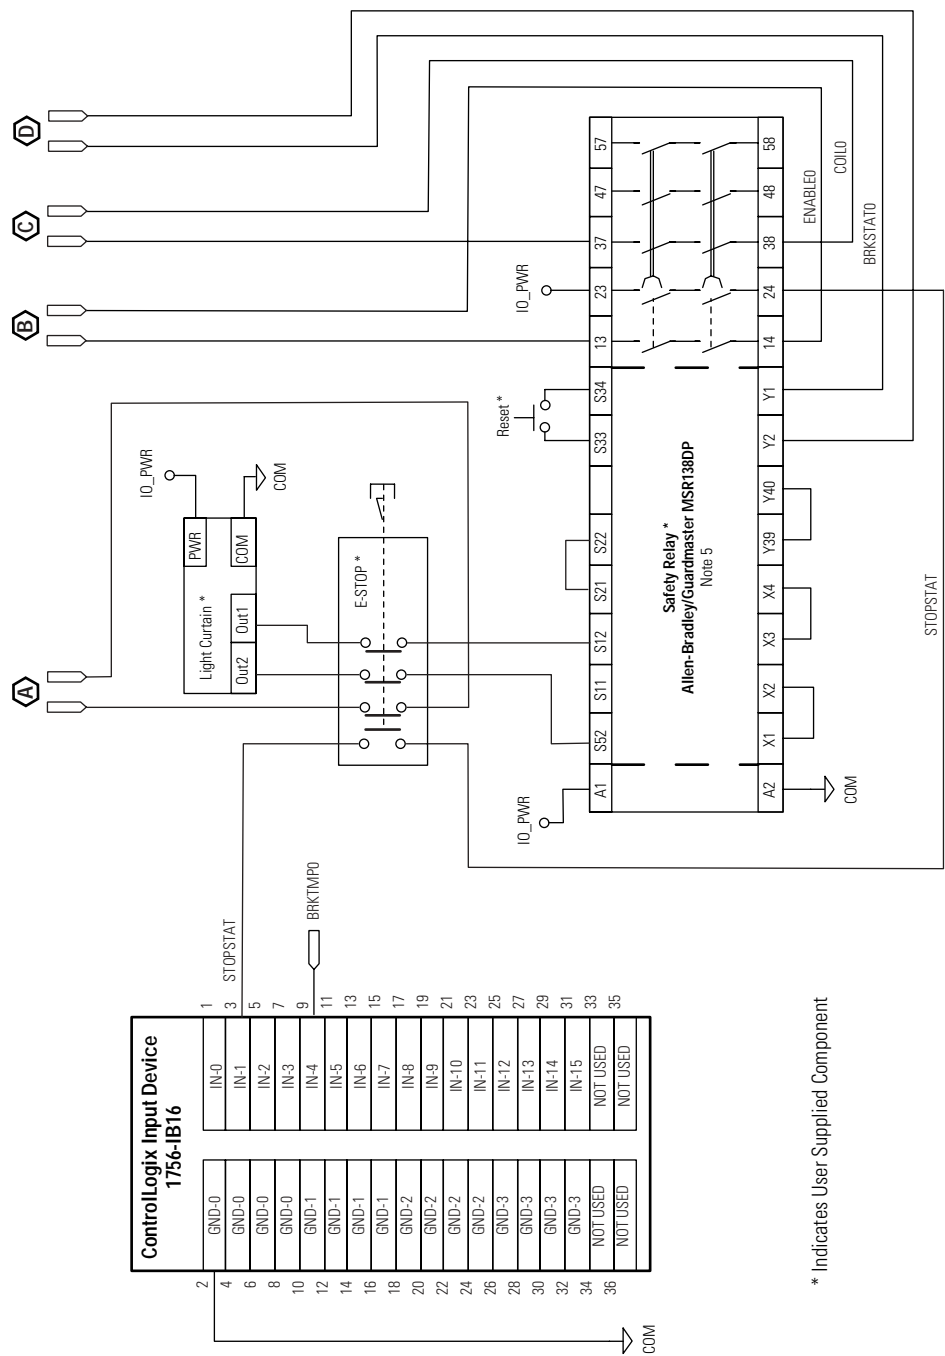 D
C
B
A
IO_PWR
COM
PWR
COM
Light Curtain *
Out1
Out2
E-STOP *
Reset *
IO_PWR
IO_PWR
A1
S52
S11
S12
S21
S22
S33
S34
13
23
37
47
57
Safety Relay *
Allen-Bradley/Guardmaster MSR138DP
Note 5
A2
X1
X2
X3
X4
Y39
Y40
Y2
Y1
14
24
38
48
58
COM
ENABLE0
COIL0
BRKSTAT0
STOPSTAT
STOPSTAT
BRKTMP0
ControlLogix Input Device
1756-IB16
2 GND-0 IN-0 1
4 GND-0 IN-1 3
6 GND-0 IN-2 5
8 GND-0 IN-3 7
10 GND-1 IN-4 9
12 GND-1 IN-5 11
14 GND-1 IN-6 13
16 GND-1 IN-7 15
18 GND-2 IN-8 17
20 GND-2 IN-9 19
22 GND-2 IN-10 21
24 GND-2 IN-11 23
26 GND-3 IN-12 25
28 GND-3 IN-13 27
30 GND-3 IN-14 29
32 GND-3 IN-15 31
34 NOT USED NOT USED 33
36 NOT USED NOT USED 35
COM
* Indicates User Supplied Component